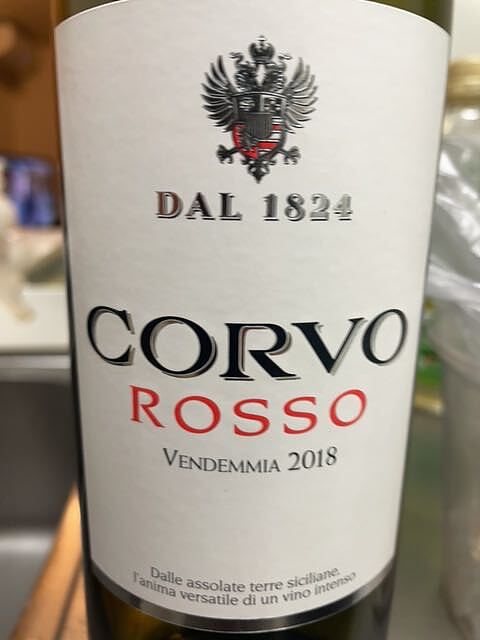 DAL 1824
CORVO
ROSSO
VENDEMMIA 2018
Dalle assolate terre siciliane,
l'anima versatile di un vino intenso